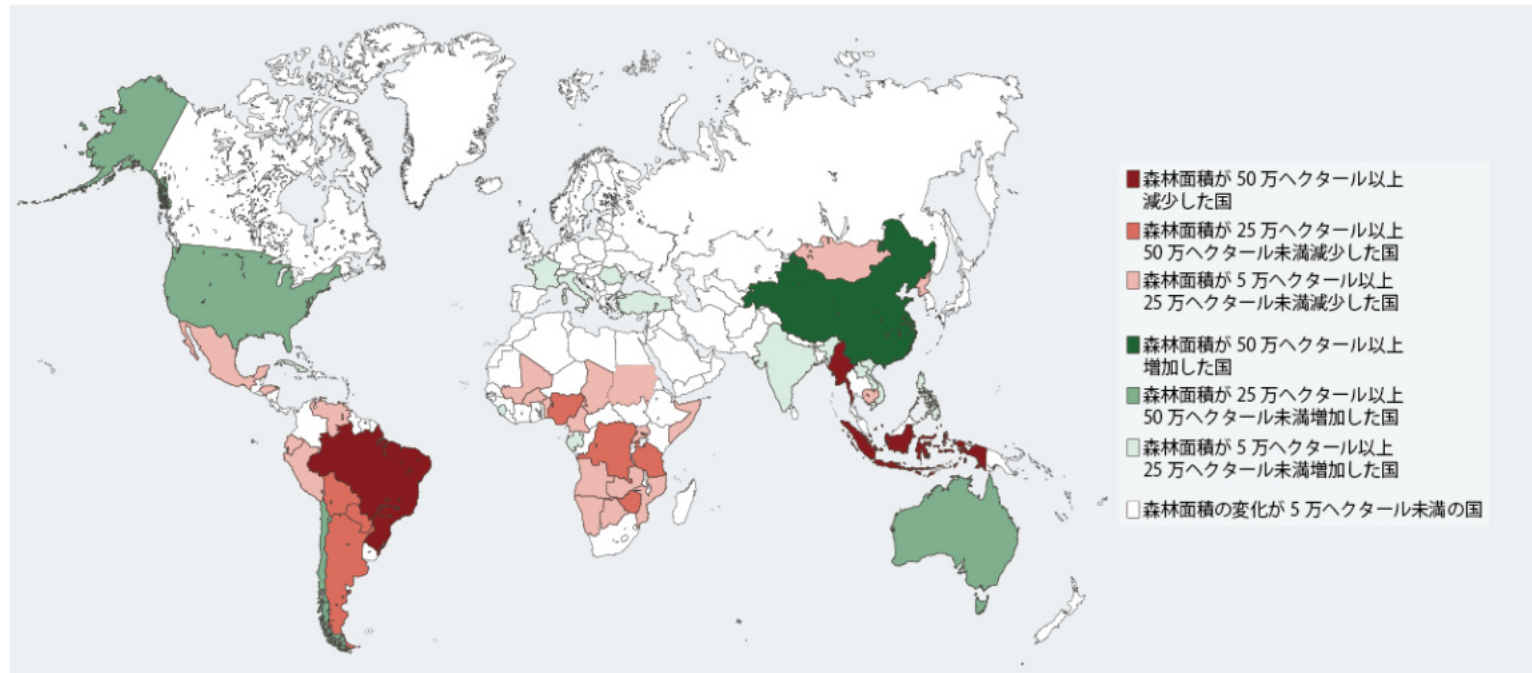 森林面積が 50 万ヘクタール以上
減少した国
森林面積が 25 万ヘクタール以上
50 万ヘクタール未満減少した国
森林面積が 5 万ヘクタール以上
25 万ヘクタール未満減少した国
森林面積が 50 万ヘクタール以上
増加した国
森林面積が 25 万ヘクタール以上
50 万ヘクタール未満増加した国
森林面積が 5 万ヘクタール以上
25 万ヘクタール未満増加した国
森林面積の変化が 5 万ヘクタール未満の国